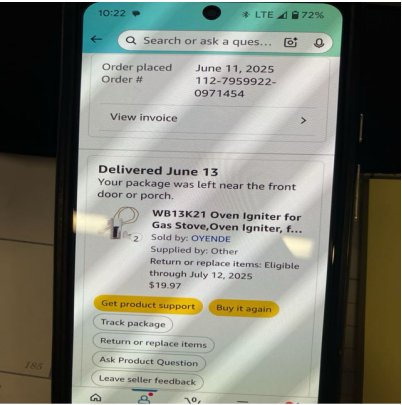 10:22
LTE 72%
Search or ask a ques...
Order placed June 11, 2025
Order # 112-7959922-
0971454
View invoice
Delivered June 13
Your package was left near the front
door or porch.
WB13K21 Oven Igniter for
Gas Stove,Oven Igniter, f...
2
Sold by: OYENDE
Supplied by: Other
Return or replace items: Eligible
through July 12, 2025
$19.97
Get product support
Buy it again
Track package
Return or replace items
Ask Product Question
Leave seller feedback
185